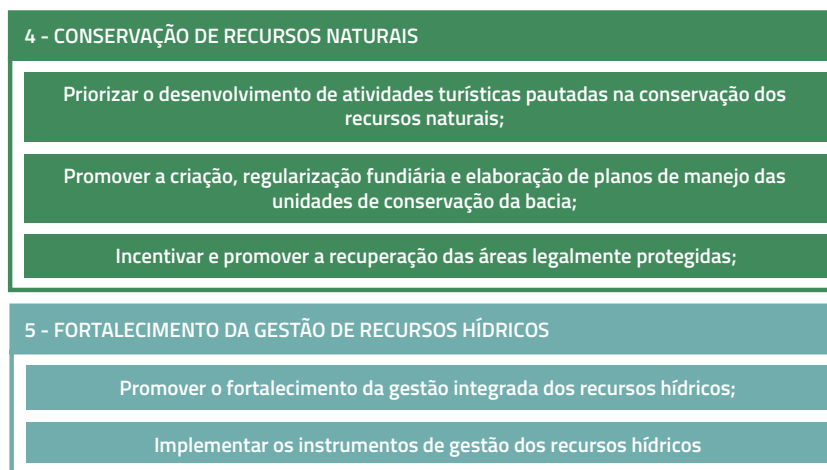 4 - CONSERVAÇÃO DE RECURSOS NATURAIS
Priorizar o desenvolvimento de atividades turísticas pautadas na conservação dos
recursos naturais;
Promover a criação, regularização fundiária e elaboração de planos de manejo das
unidades de conservação da bacia;
Incentivar e promover a recuperação das áreas legalmente protegidas;
5 - FORTALECIMENTO DA GESTÃO DE RECURSOS HÍDRICOS
Promover o fortalecimento da gestão integrada dos recursos hídricos;
Implementar os instrumentos de gestão dos recursos hídricos